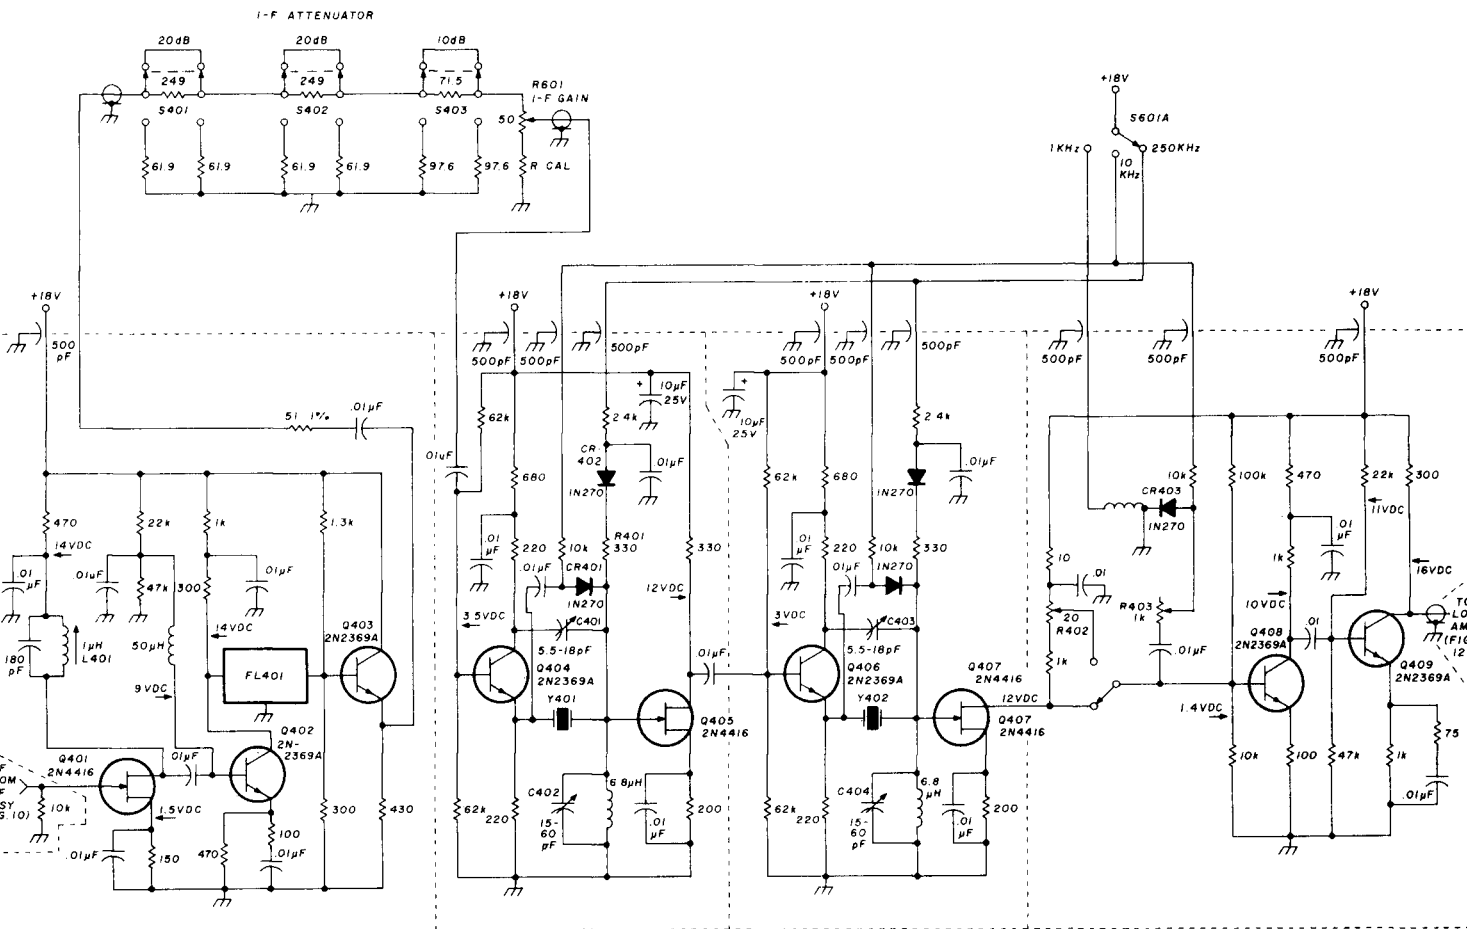 I-F ATTENUATOR
20dB
20dB
10dB
249
249
71.5
S401
S402
S403
R601
I-F GAIN
50
61.9
61.9
61.9
61.9
97.6
97.6
R CAL
+18V
S601A
1KHz
10
KHz
250KHz
+18V
+18V
+18V
+18V
500
pF
500pF
500pF
500pF
500pF
500pF
500pF
500pF
500pF
500pF
51 1%
.01µF
470
14VDC
.01
µF
180
pF
1µH
L401
22k
.01µF
47k
50µH
9VDC
1k
300
.01µF
14VDC
FL401
1.3k
Q403
2N2369A
Q401
2N4416
.01µF
Q402
2N-
2369A
10k
1.5VDC
.01µF
150
470
100
.01µF
300
430
.01µF
62k
680
.01
µF
220
3.5VDC
Q404
2N2369A
62k
220
10µF
25V
2.4k
CR-
402
1N270
.01µF
10k
R401
330
.01µF
CR401
1N270
C401
5.5-18pF
Y401
C402
15-
60
pF
6.8µH
.01
µF
330
12VDC
Q405
2N4416
200
.01µF
10µF
25V
62k
680
.01
µF
220
3VDC
Q406
2N2369A
62k
220
2.4k
1N270
.01µF
10k
330
.01µF
1N270
C403
5.5-18pF
Y402
C404
15-
60
pF
6.8
µH
.01
µF
Q407
2N4416
12VDC
Q407
2N4416
200
10
.01
20
R402
1k
10k
CR403
1N270
R403
1k
.01µF
1.4VDC
100k
10k
470
.01
µF
1k
10VDC
Q408
2N2369A
100
.01
22k
11VDC
47k
300
16VDC
Q409
2N2369A
1k
75
.01µF